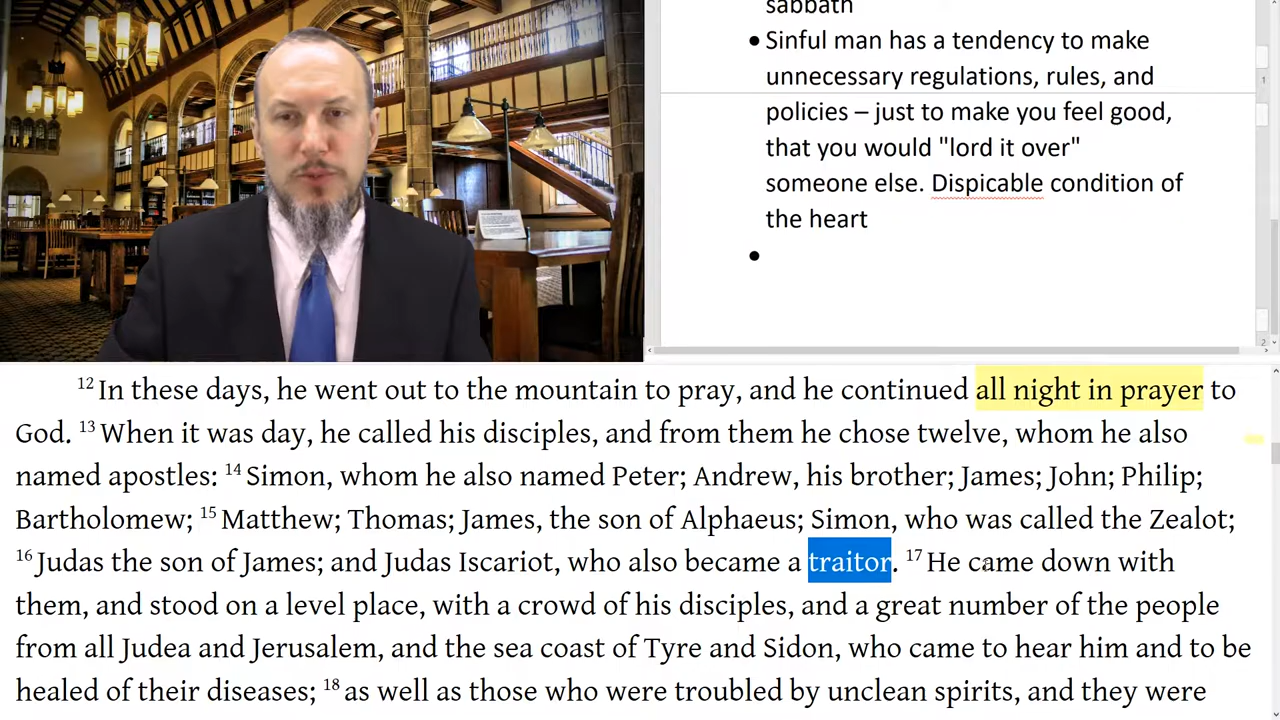 sabbath
• Sinful man has a tendency to make
unnecessary regulations, rules, and
policies – just to make you feel good,
that you would "lord it over"
someone else. Dispicable condition of
the heart
•
1
2
12 In these days, he went out to the mountain to pray, and he continued all night in prayer to
God. 13 When it was day, he called his disciples, and from them he chose twelve, whom he also
named apostles: 14 Simon, whom he also named Peter; Andrew, his brother; James; John; Philip;
Bartholomew; 15 Matthew; Thomas; James, the son of Alphaeus; Simon, who was called the Zealot;
16 Judas the son of James; and Judas Iscariot, who also became a traitor. 17 He came down with
them, and stood on a level place, with a crowd of his disciples, and a great number of the people
from all Judea and Jerusalem, and the sea coast of Tyre and Sidon, who came to hear him and to be
healed of their diseases; 18 as well as those who were troubled by unclean spirits, and they were